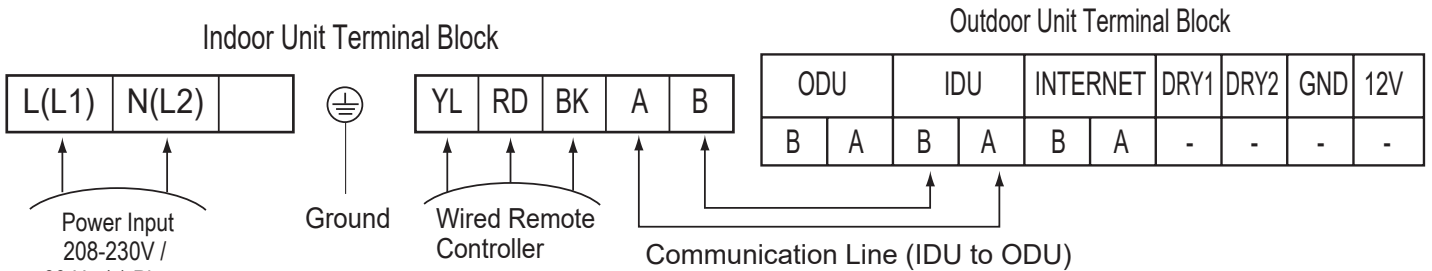 Outdoor Unit Terminal Block
Indoor Unit Terminal Block
L(L1) N(L2)
YL RD BK A B
ODU IDU INTERNET DRY1 DRY2 GND 12V
B A B A B A - - - -
Power Input
208-230V /
Ground
Wired Remote
Controller
Communication Line (IDU to ODU)